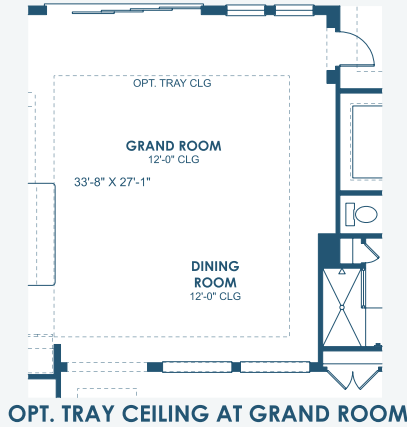 OPT. TRAY CLG
GRAND ROOM
12'-0" CLG
33'-8" X 27'-1"
DINING
ROOM
12'-0" CLG
OPT. TRAY CEILING AT GRAND ROOM